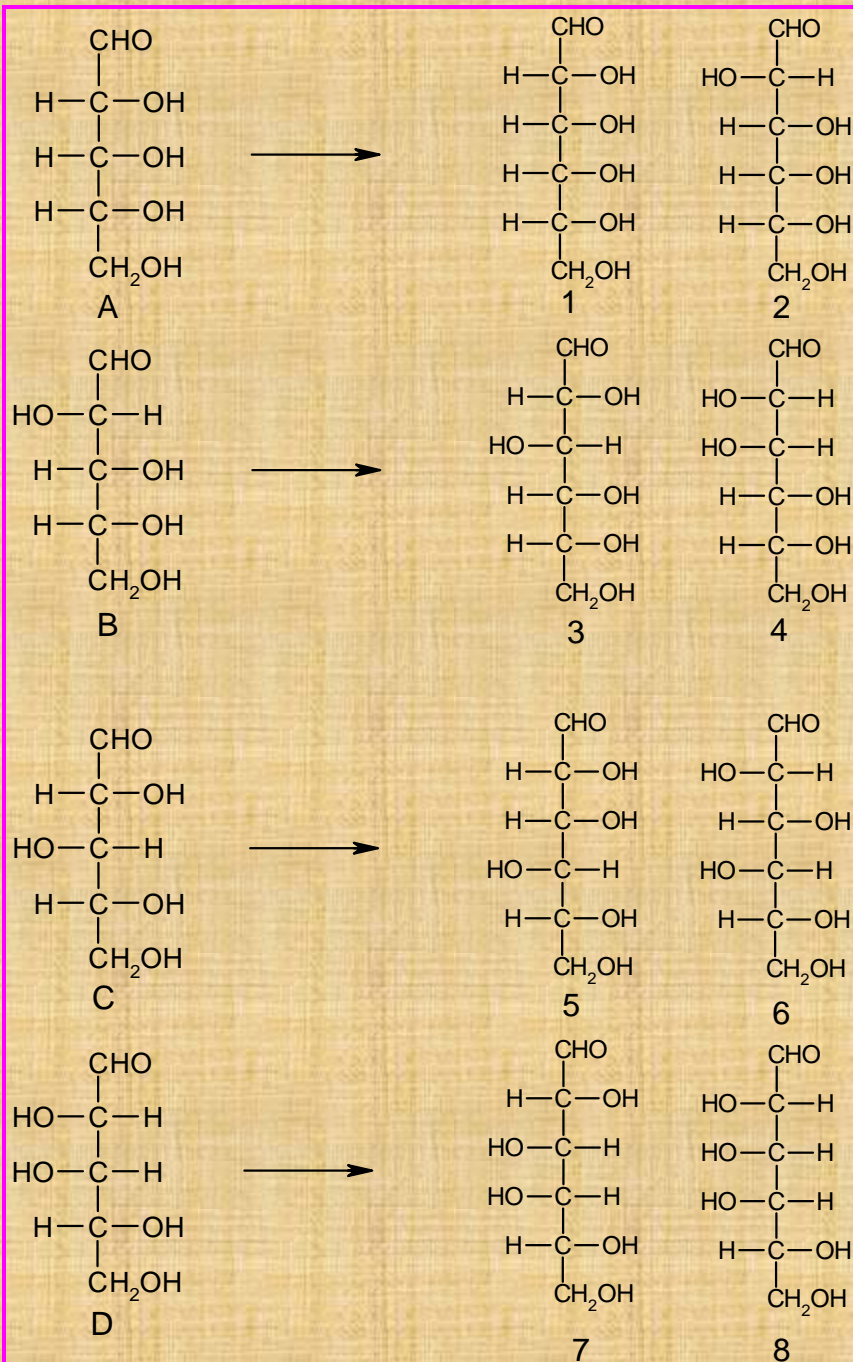 CHO CHO CHO
H–C–OH H–C–OH HO–C–H
H–C–OH H–C–OH H–C–OH
H–C–OH H–C–OH H–C–OH
CH₂OH H–C–OH H–C–OH
A CH₂OH CH₂OH
1 2
CHO CHO CHO
HO–C–H H–C–OH HO–C–H
H–C–OH HO–C–H HO–C–H
H–C–OH H–C–OH H–C–OH
CH₂OH H–C–OH H–C–OH
B CH₂OH CH₂OH
3 4
CHO CHO CHO
H–C–OH H–C–OH HO–C–H
HO–C–H H–C–OH H–C–OH
H–C–OH HO–C–H HO–C–H
CH₂OH H–C–OH H–C–OH
C CH₂OH CH₂OH
5 6
CHO CHO CHO
HO–C–H H–C–OH HO–C–H
HO–C–H HO–C–H HO–C–H
H–C–OH HO–C–H HO–C–H
CH₂OH H–C–OH H–C–OH
D CH₂OH CH₂OH
7 8